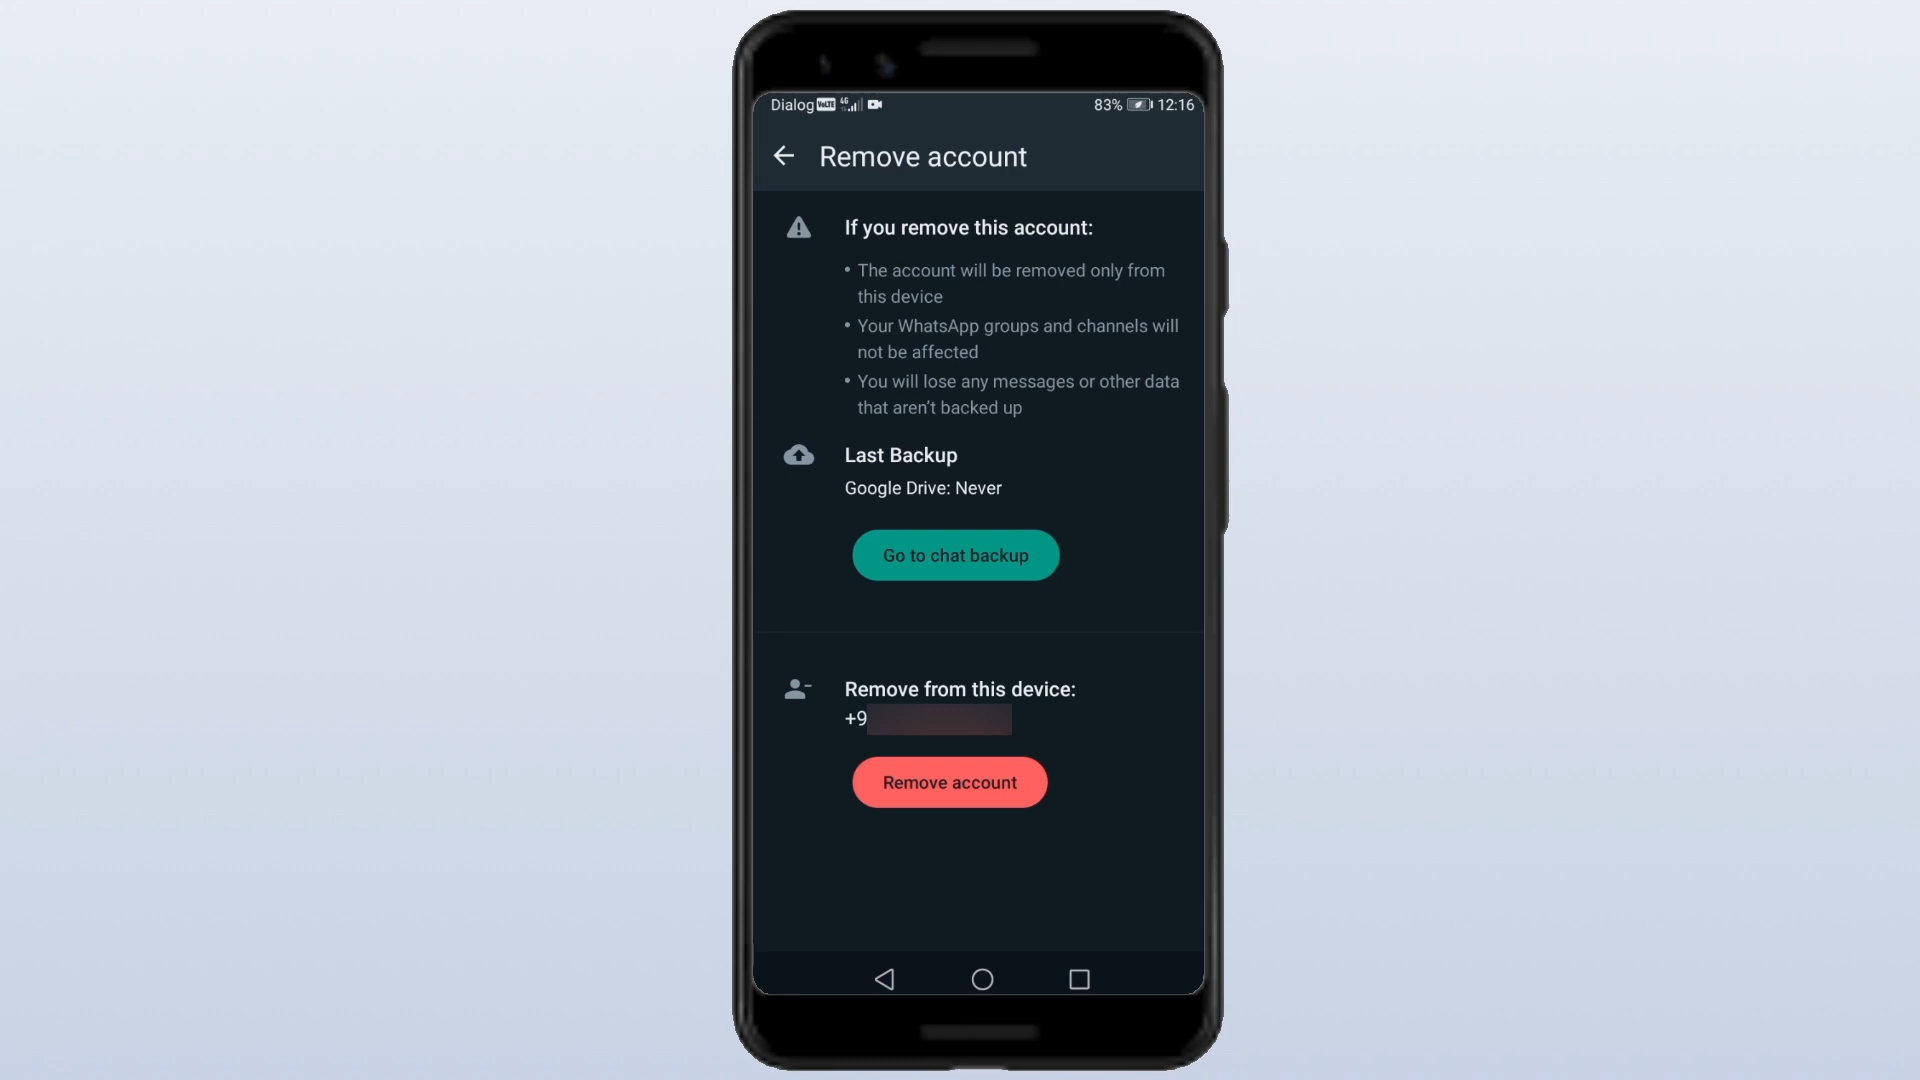 Dialog VoLTE 4G 83% 12:16
Remove account
If you remove this account:
• The account will be removed only from
this device
• Your WhatsApp groups and channels will
not be affected
• You will lose any messages or other data
that aren't backed up
Last Backup
Google Drive: Never
Go to chat backup
Remove from this device:
+9
Remove account